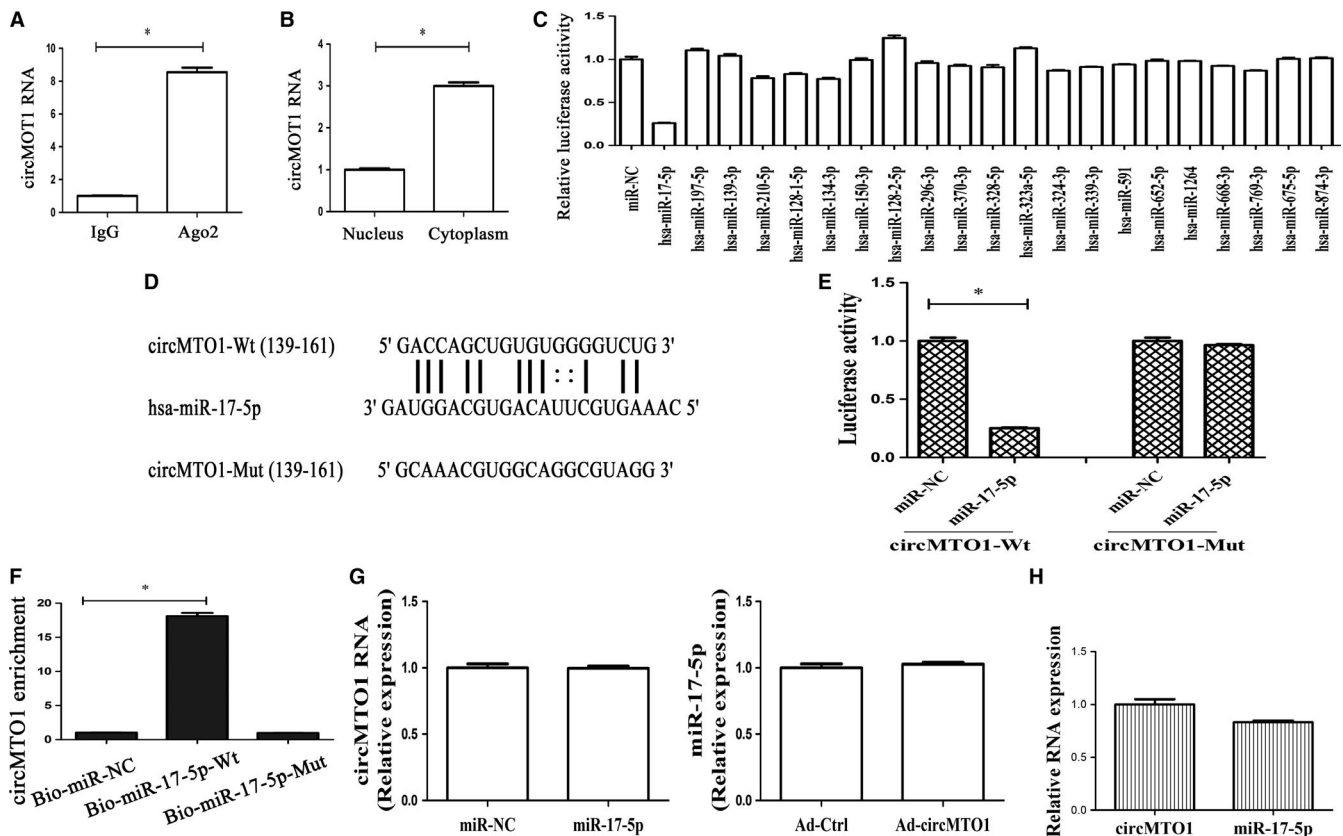 A
*
circMOT1 RNA
10
8
6
4
2
0
IgG
Ago2
B
*
circMOT1 RNA
4
3
2
1
0
Nucleus
Cytoplasm
C
Relative luciferase acitivity
1.5
1.0
0.5
0.0
miR-NC
hsa-miR-17-5p
hsa-miR-197-5p
hsa-miR-139-3p
hsa-miR-210-5p
hsa-miR-128-1-5p
hsa-miR-134-3p
hsa-miR-150-3p
hsa-miR-128-2-5p
hsa-miR-296-3p
hsa-miR-370-3p
hsa-miR-328-5p
hsa-miR-323a-5p
hsa-miR-324-3p
hsa-miR-339-3p
hsa-miR-591
hsa-miR-652-5p
hsa-miR-1264
hsa-miR-668-3p
hsa-miR-769-3p
hsa-miR-675-5p
hsa-miR-874-3p
D
circMTO1-Wt (139-161) 5' GACCAGCUGUGUGGGGUCUG 3'
hsa-miR-17-5p 3' GAUGGACGUGACAUUCGUGAAAC 5'
circMTO1-Mut (139-161) 5' GCAAACGUGGCAGGCGUAGG 3'
E
*
Luciferase activity
1.5
1.0
0.5
0.0
miR-NC
miR-17-5p
miR-NC
miR-17-5p
circMTO1-Wt
circMTO1-Mut
F
*
circMTO1 enrichment
20
15
10
5
0
Bio-miR-NC
Bio-miR-17-5p-Wt
Bio-miR-17-5p-Mut
G
circMTO1 RNA
(Relative expression)
1.5
1.0
0.5
0.0
miR-NC
miR-17-5p
miR-17-5p
(Relative expression)
1.5
1.0
0.5
0.0
Ad-Ctrl
Ad-circMTO1
H
Relative RNA expression
1.5
1.0
0.5
0.0
circMTO1
miR-17-5p